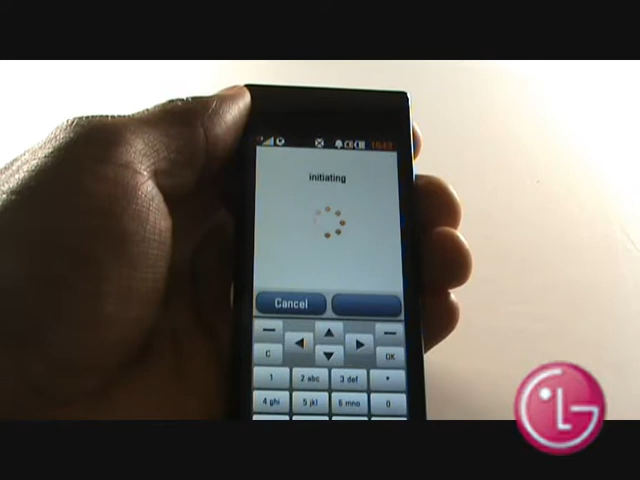 initiating
Cancel
C
OK
1
2 abc
3 def
*
4 ghi
5 jkl
6 mno
0
LG